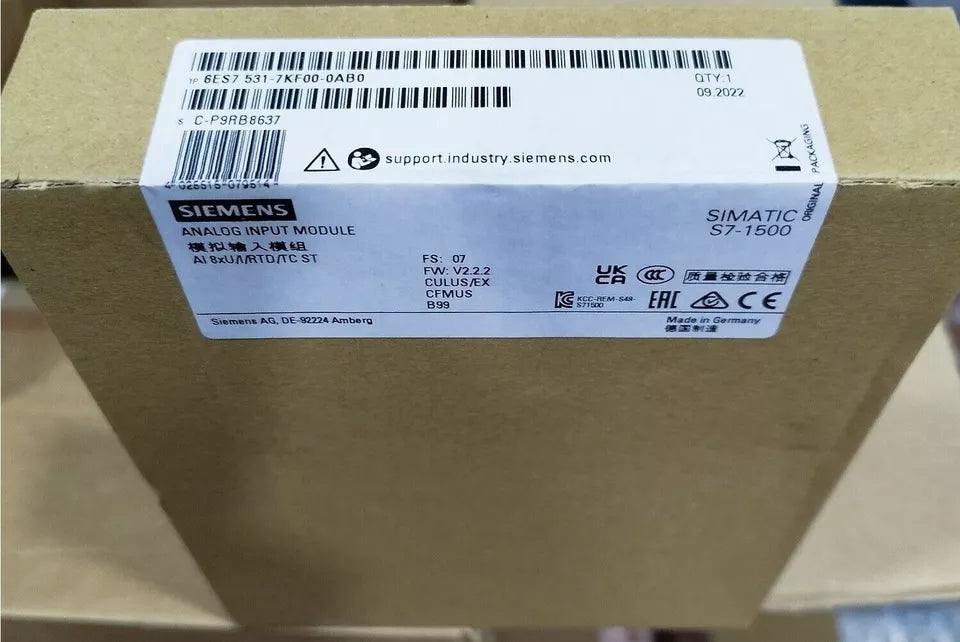 1P 6ES7 531-7KF00-0AB0
QTY:1
09.2022
S C-P9RB8637
support.industry.siemens.com
ORIGINAL PACKAGING
SIEMENS
SIMATIC
S7-1500
ANALOG INPUT MODULE
模拟输入模组
AI 8xU/I/RTD/TC ST
FS: 07
FW: V2.2.2
CULUS/EX
CFMUS
B99
UK
CA
CCC
质量检验合格
KCC-REM-S49-
S71500
EAC
CE
Siemens AG, DE-92224 Amberg
Made in Germany
德国制造